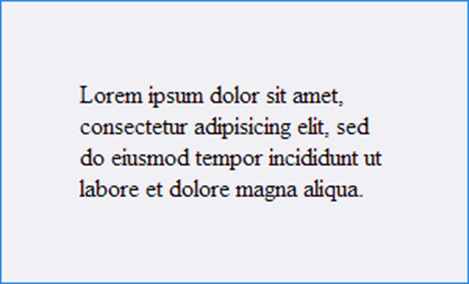 Lorem ipsum dolor sit amet,
consectetur adipisicing elit, sed
do eiusmod tempor incididunt ut
labore et dolore magna aliqua.